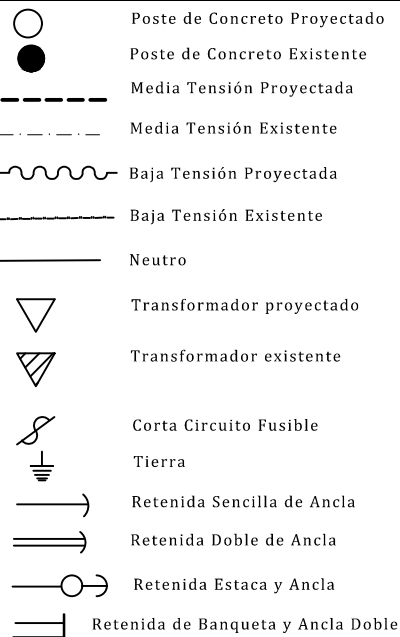 Poste de Concreto Proyectado
Poste de Concreto Existente
Media Tensión Proyectada
Media Tensión Existente
Baja Tensión Proyectada
Baja Tensión Existente
Neutro
Transformador proyectado
Transformador existente
Corta Circuito Fusible
Tierra
Retenida Sencilla de Ancla
Retenida Doble de Ancla
Retenida Estaca y Ancla
Retenida de Banqueta y Ancla Doble